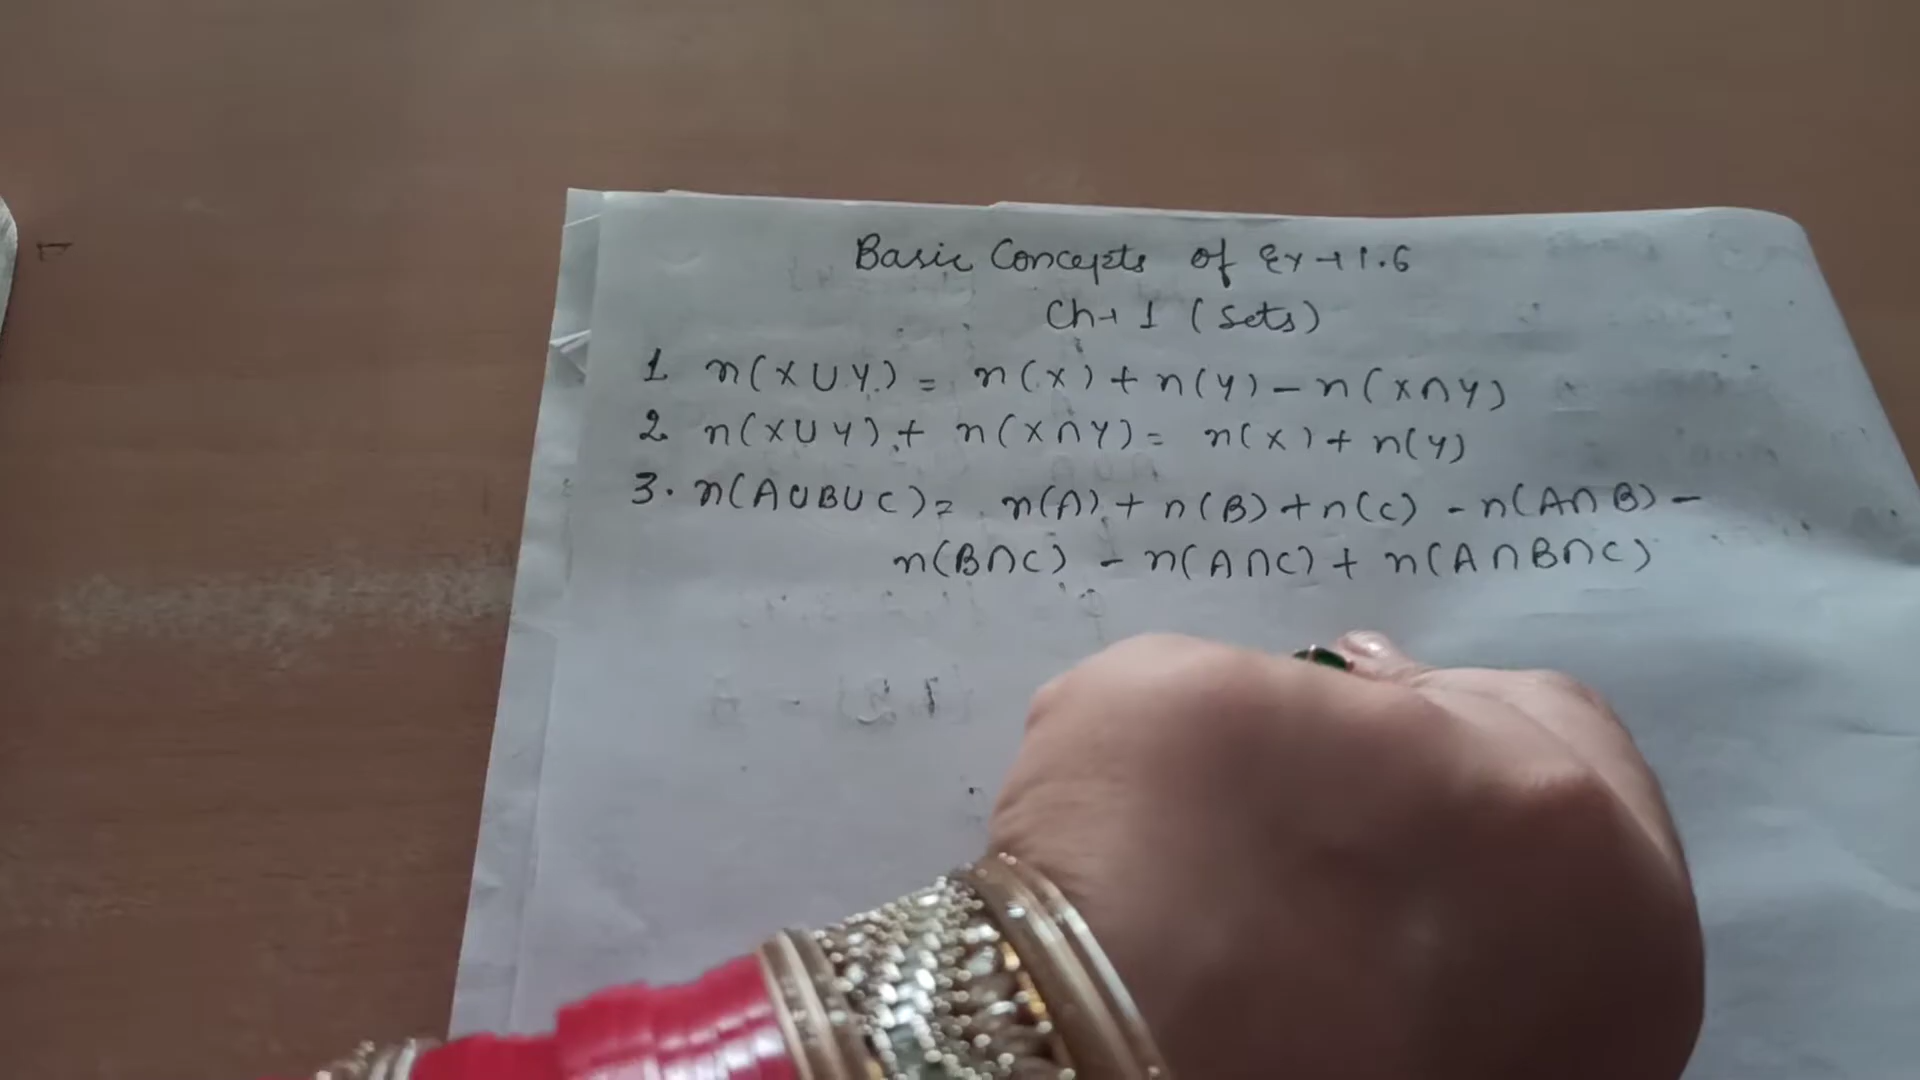 Basic Concepts of Ex → 1.6
Ch → 1 (Sets)
1. n(X∪Y) = n(X) + n(Y) - n(X∩Y)
2. n(X∪Y) + n(X∩Y) = n(X) + n(Y)
3. n(A∪B∪C) = n(A) + n(B) + n(C) - n(A∩B) -
n(B∩C) - n(A∩C) + n(A∩B∩C)